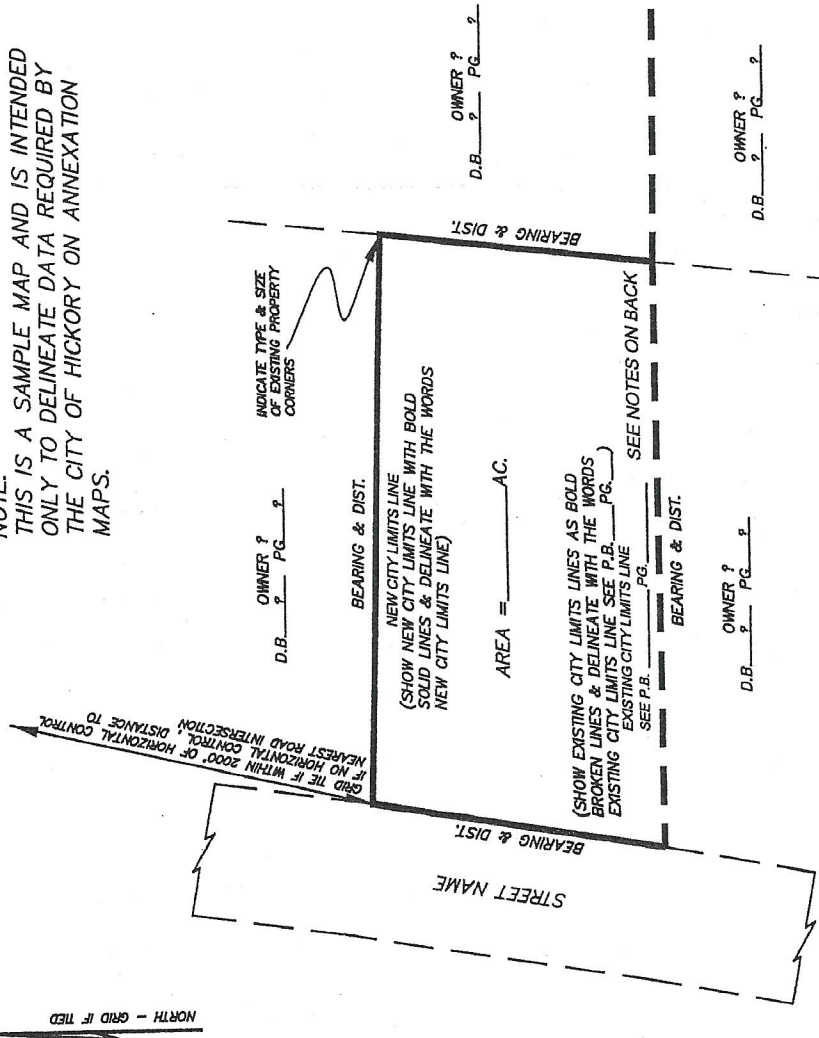 NOTE:
THIS IS A SAMPLE MAP AND IS INTENDED
ONLY TO DELINEATE DATA REQUIRED BY
THE CITY OF HICKORY ON ANNEXATION
MAPS.
NORTH - GRID IF TIED
GRID TIE IF WITHIN 2000' OF HORIZONTAL CONTROL
IF NO HORIZONTAL CONTROL, DISTANCE TO
NEAREST ROAD INTERSECTION
OWNER ?
D.B. ? PG ?
INDICATE TYPE & SIZE
OF EXISTING PROPERTY
CORNERS
BEARING & DIST.
NEW CITY LIMITS LINE
(SHOW NEW CITY LIMITS LINE WITH BOLD
SOLID LINES & DELINEATE WITH THE WORDS
NEW CITY LIMITS LINE)
AREA = ________AC.
BEARING & DIST.
BEARING & DIST.
STREET NAME
OWNER ?
D.B. ? PG ?
(SHOW EXISTING CITY LIMITS LINES AS BOLD
BROKEN LINES & DELINEATE WITH THE WORDS
EXISTING CITY LIMITS LINE SEE P.B.____PG.____)
EXISTING CITY LIMITS LINE
SEE P.B. ________PG.________
SEE NOTES ON BACK
BEARING & DIST.
OWNER ?
D.B. ? PG ?
OWNER ?
D.B. ? PG ?